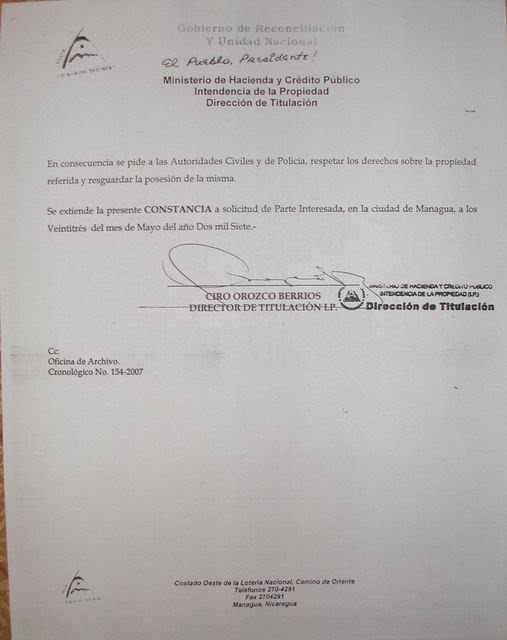 Gobierno de Reconciliación
Y Unidad Nacional
El Pueblo, Presidente!
Ministerio de Hacienda y Crédito Público
Intendencia de la Propiedad
Dirección de Titulación
En consecuencia se pide a las Autoridades Civiles y de Policía, respetar los derechos sobre la propiedad
referida y resguardar la posesión de la misma.
Se extiende la presente CONSTANCIA a solicitud de Parte Interesada, en la ciudad de Managua, a los
Veintitrés del mes de Mayo del año Dos mil Siete.-
CIRO OROZCO BERRIOS
DIRECTOR DE TITULACIÓN I.P.
MINISTERIO DE HACIENDA Y CREDITO PUBLICO
INTENDENCIA DE LA PROPIEDAD (I.P.)
Dirección de Titulación
Cc:
Oficina de Archivo.
Cronológico No. 154-2007
Costado Oeste de la Lotería Nacional, Camino de Oriente
Teléfonos 270-4291
Fax 2704291
Managua, Nicaragua